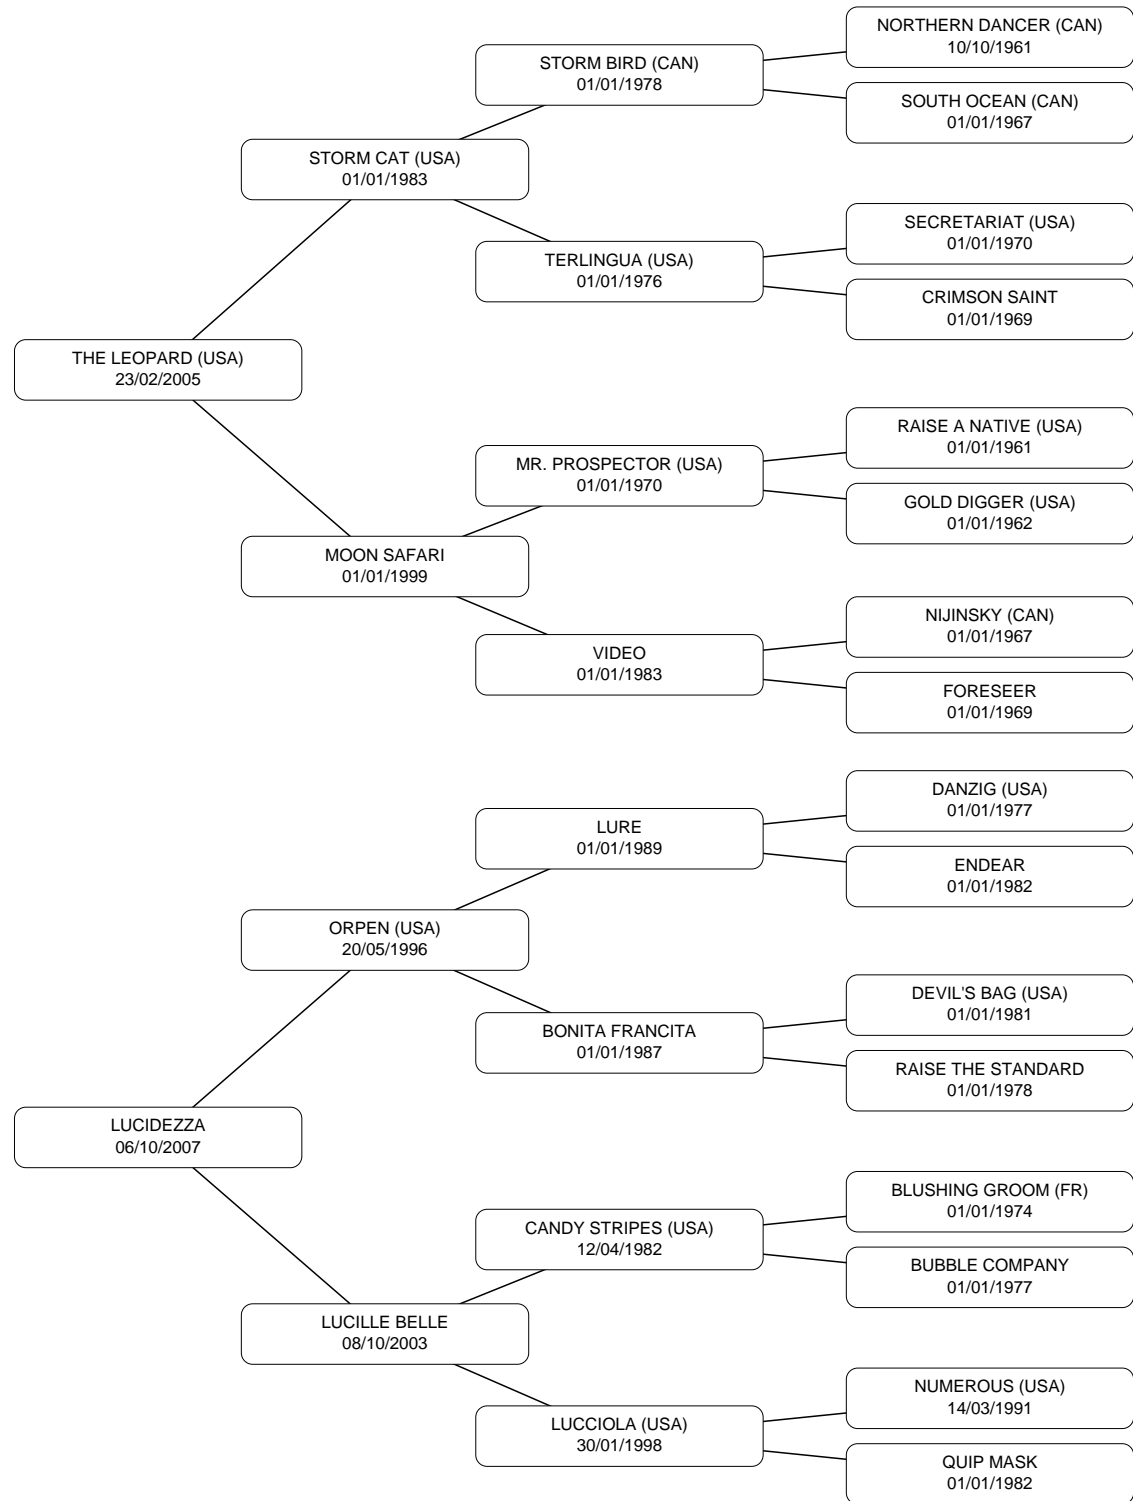 NORTHERN DANCER (CAN)
10/10/1961
STORM BIRD (CAN)
01/01/1978
SOUTH OCEAN (CAN)
01/01/1967
STORM CAT (USA)
01/01/1983
SECRETARIAT (USA)
01/01/1970
TERLINGUA (USA)
01/01/1976
CRIMSON SAINT
01/01/1969
THE LEOPARD (USA)
23/02/2005
RAISE A NATIVE (USA)
01/01/1961
MR. PROSPECTOR (USA)
01/01/1970
GOLD DIGGER (USA)
01/01/1962
MOON SAFARI
01/01/1999
NIJINSKY (CAN)
01/01/1967
VIDEO
01/01/1983
FORESEER
01/01/1969
DANZIG (USA)
01/01/1977
LURE
01/01/1989
ENDEAR
01/01/1982
ORPEN (USA)
20/05/1996
DEVIL'S BAG (USA)
01/01/1981
BONITA FRANCITA
01/01/1987
RAISE THE STANDARD
01/01/1978
LUCIDEZZA
06/10/2007
BLUSHING GROOM (FR)
01/01/1974
CANDY STRIPES (USA)
12/04/1982
BUBBLE COMPANY
01/01/1977
LUCILLE BELLE
08/10/2003
NUMEROUS (USA)
14/03/1991
LUCCIOLA (USA)
30/01/1998
QUIP MASK
01/01/1982